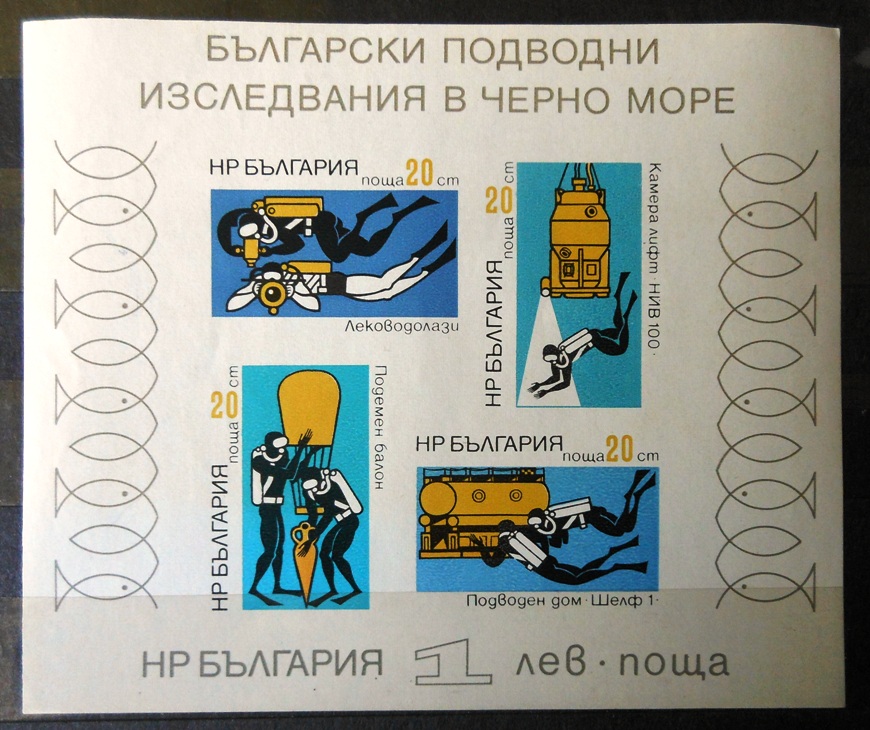 БЪЛГАРСКИ ПОДВОДНИ
ИЗСЛЕДВАНИЯ В ЧЕРНО МОРЕ
НР БЪЛГАРИЯ поща 20 ст
Леководолази
НР БЪЛГАРИЯ поща 20 ст
Камера лифт · НИВ 100 ·
НР БЪЛГАРИЯ поща 20 ст
Подемен балон
НР БЪЛГАРИЯ поща 20 ст
Подводен дом · Шелф 1 ·
НР БЪЛГАРИЯ 1 лев · поща